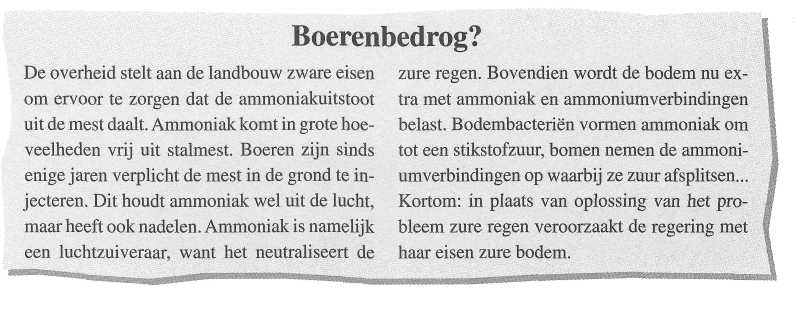 Boerenbedrog?
De overheid stelt aan de landbouw zware eisen
om ervoor te zorgen dat de ammoniakuitstoot
uit de mest daalt. Ammoniak komt in grote hoe-
veelheden vrij uit stalmest. Boeren zijn sinds
enige jaren verplicht de mest in de grond te in-
jecteren. Dit houdt ammoniak wel uit de lucht,
maar heeft ook nadelen. Ammoniak is namelijk
een luchtzuiveraar, want het neutraliseert de
zure regen. Bovendien wordt de bodem nu ex-
tra met ammoniak en ammoniumverbindingen
belast. Bodembacteriën vormen ammoniak om
tot een stikstofzuur, bomen nemen de ammoni-
umverbindingen op waarbij ze zuur afsplitsen...
Kortom: in plaats van oplossing van het pro-
bleem zure regen veroorzaakt de regering met
haar eisen zure bodem.